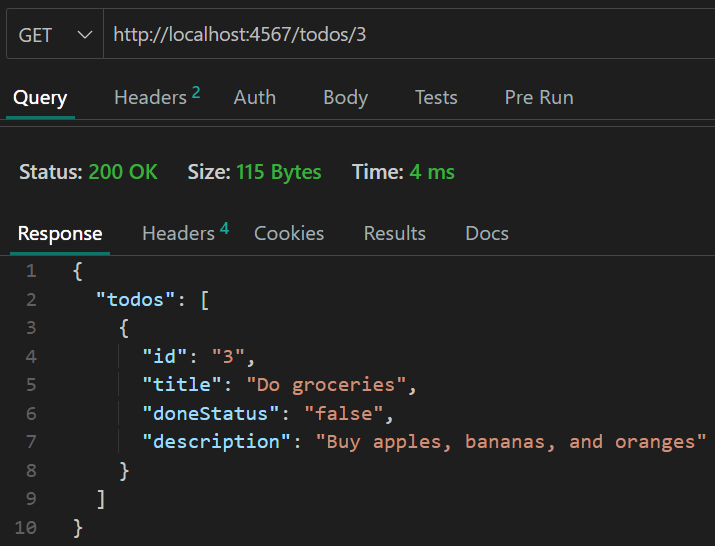 GET http://localhost:4567/todos/3
Query Headers 2 Auth Body Tests Pre Run
Status: 200 OK Size: 115 Bytes Time: 4 ms
Response Headers 4 Cookies Results Docs
1 {
2 "todos": [
3 {
4 "id": "3",
5 "title": "Do groceries",
6 "doneStatus": "false",
7 "description": "Buy apples, bananas, and oranges"
8 }
9 ]
10 }